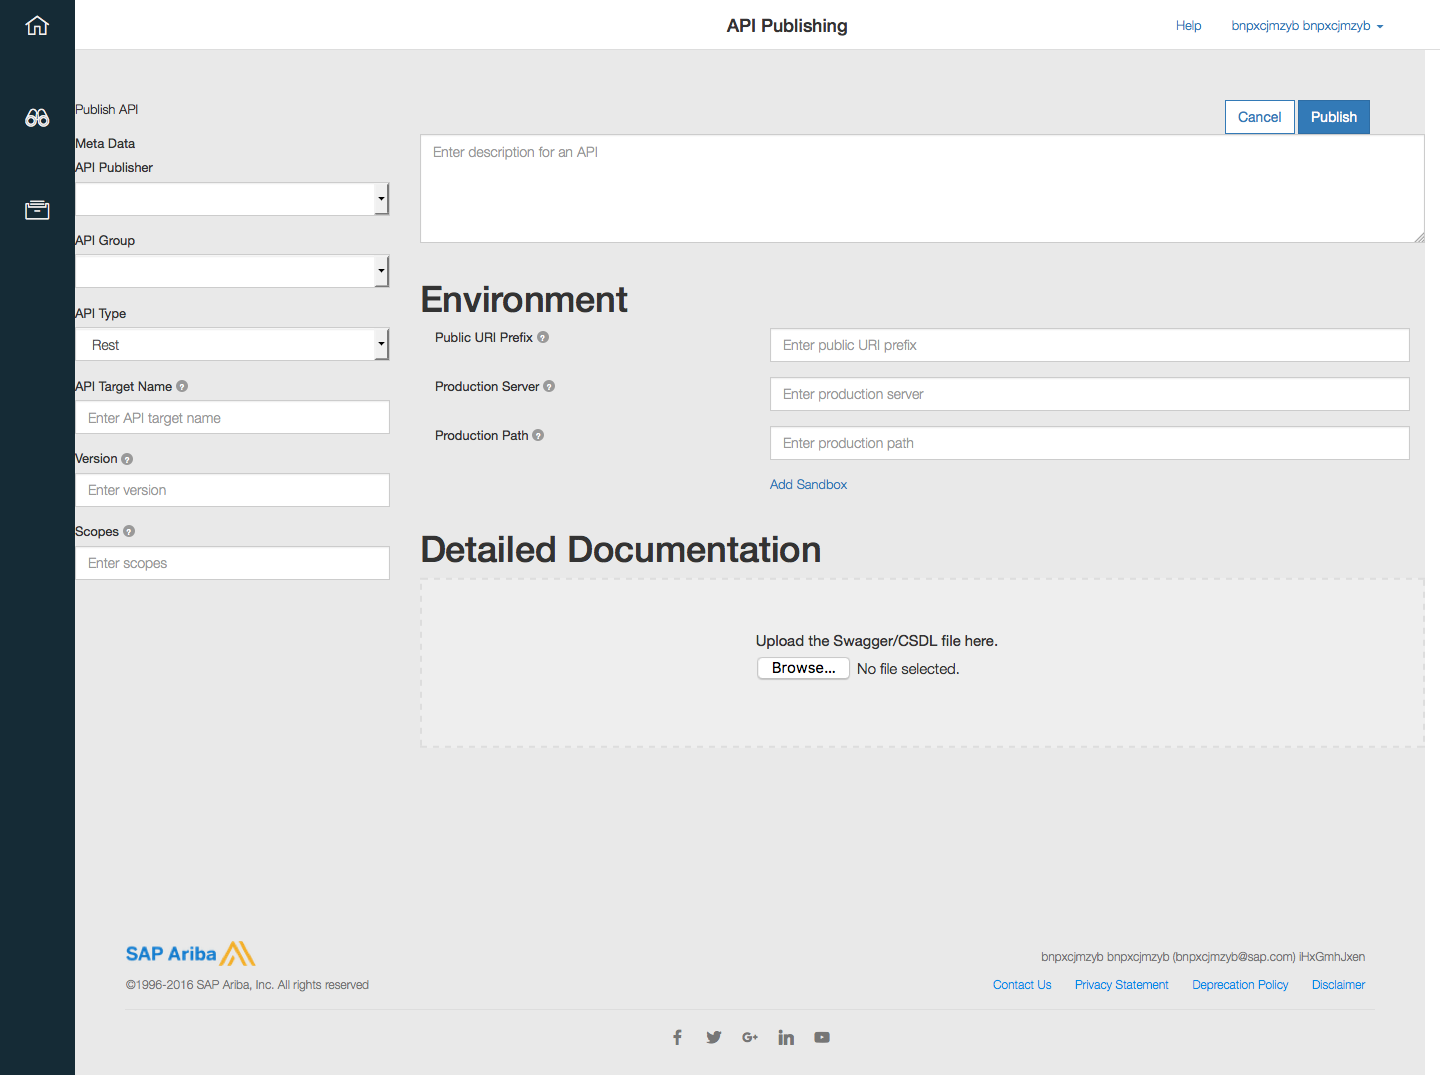 API Publishing
Help
bnpxcjmzyb bnpxcjmzyb
Publish API
Cancel
Publish
Meta Data
API Publisher
Enter description for an API
API Group
API Type
Rest
API Target Name
Enter API target name
Version
Enter version
Scopes
Enter scopes
Environment
Public URI Prefix
Enter public URI prefix
Production Server
Enter production server
Production Path
Enter production path
Add Sandbox
Detailed Documentation
Upload the Swagger/CSDL file here.
Browse... No file selected.
SAP Ariba
©1996-2016 SAP Ariba, Inc. All rights reserved
bnpxcjmzyb bnpxcjmzyb (bnpxcjmzyb@sap.com) iHxGmhJxen
Contact Us Privacy Statement Deprecation Policy Disclaimer